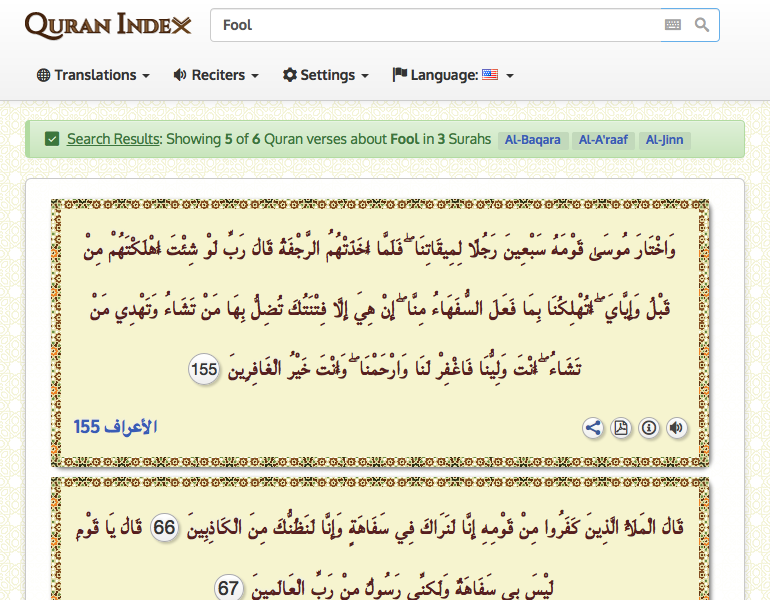 QURAN INDEX
Fool
Translations
Reciters
Settings
Language:
Search Results: Showing 5 of 6 Quran verses about Fool in 3 Surahs Al-Baqara Al-A'raaf Al-Jinn
وَاخْتَارَ مُوسَىٰ قَوْمَهُ سَبْعِينَ رَجُلًا لِمِيقَاتِنَا ۖ فَلَمَّا أَخَذَتْهُمُ الرَّجْفَةُ قَالَ رَبِّ لَوْ شِئْتَ أَهْلَكْتَهُمْ مِنْ
قَبْلُ وَإِيَّايَ ۖ أَتُهْلِكُنَا بِمَا فَعَلَ السُّفَهَاءُ مِنَّا ۖ إِنْ هِيَ إِلَّا فِتْنَتُكَ تُضِلُّ بِهَا مَنْ تَشَاءُ وَتَهْدِي مَنْ
تَشَاءُ ۖ أَنْتَ وَلِيُّنَا فَاغْفِرْ لَنَا وَارْحَمْنَا ۖ وَأَنْتَ خَيْرُ الْغَافِرِينَ 155
الأعراف 155
قَالَ الْمَلَأُ الَّذِينَ كَفَرُوا مِنْ قَوْمِهِ إِنَّا لَنَرَاكَ فِي سَفَاهَةٍ وَإِنَّا لَنَظُنُّكَ مِنَ الْكَاذِبِينَ 66 قَالَ يَا قَوْمِ
لَيْسَ بِي سَفَاهَةٌ وَلَٰكِنِّي رَسُولٌ مِنْ رَبِّ الْعَالَمِينَ 67